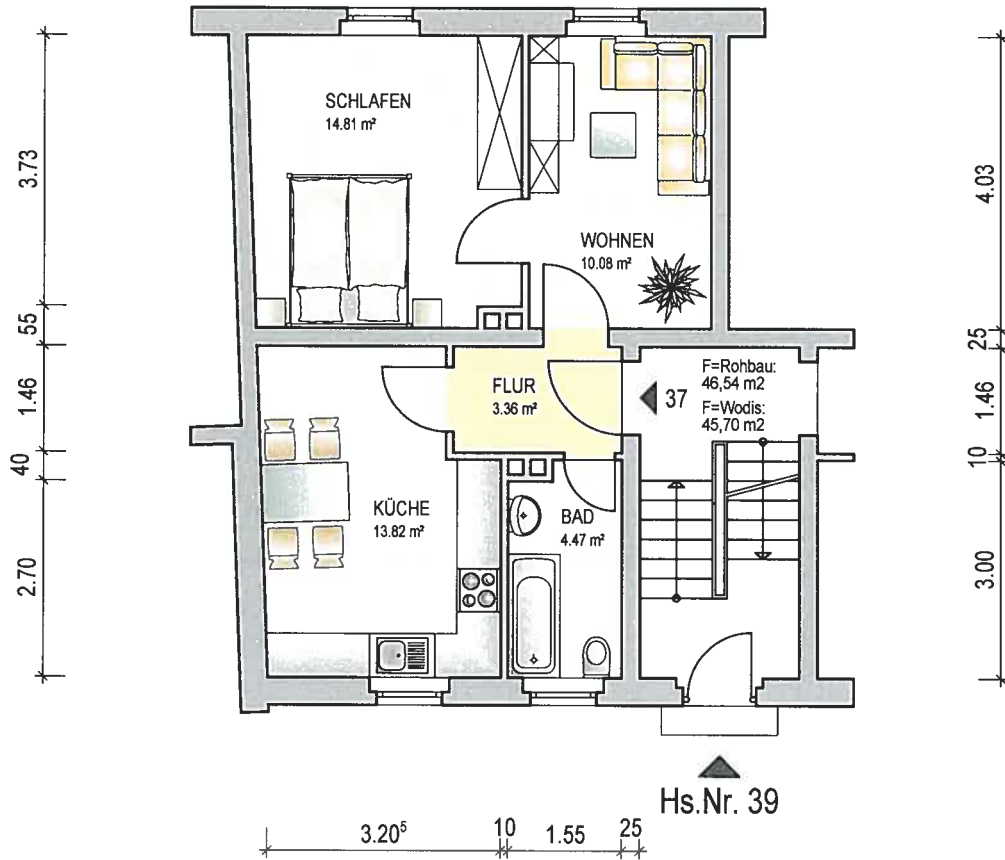 SCHLAFEN
14.81 m²
WOHNEN
10.08 m²
FLUR
3.36 m²
37
F=Rohbau:
46,54 m2
F=Wodis:
45,70 m2
KÜCHE
13.82 m²
BAD
4.47 m²
Hs.Nr. 39
3.73
55
1.46
40
2.70
4.03
25
1.46
10
3.00
3.20⁵
10
1.55
25